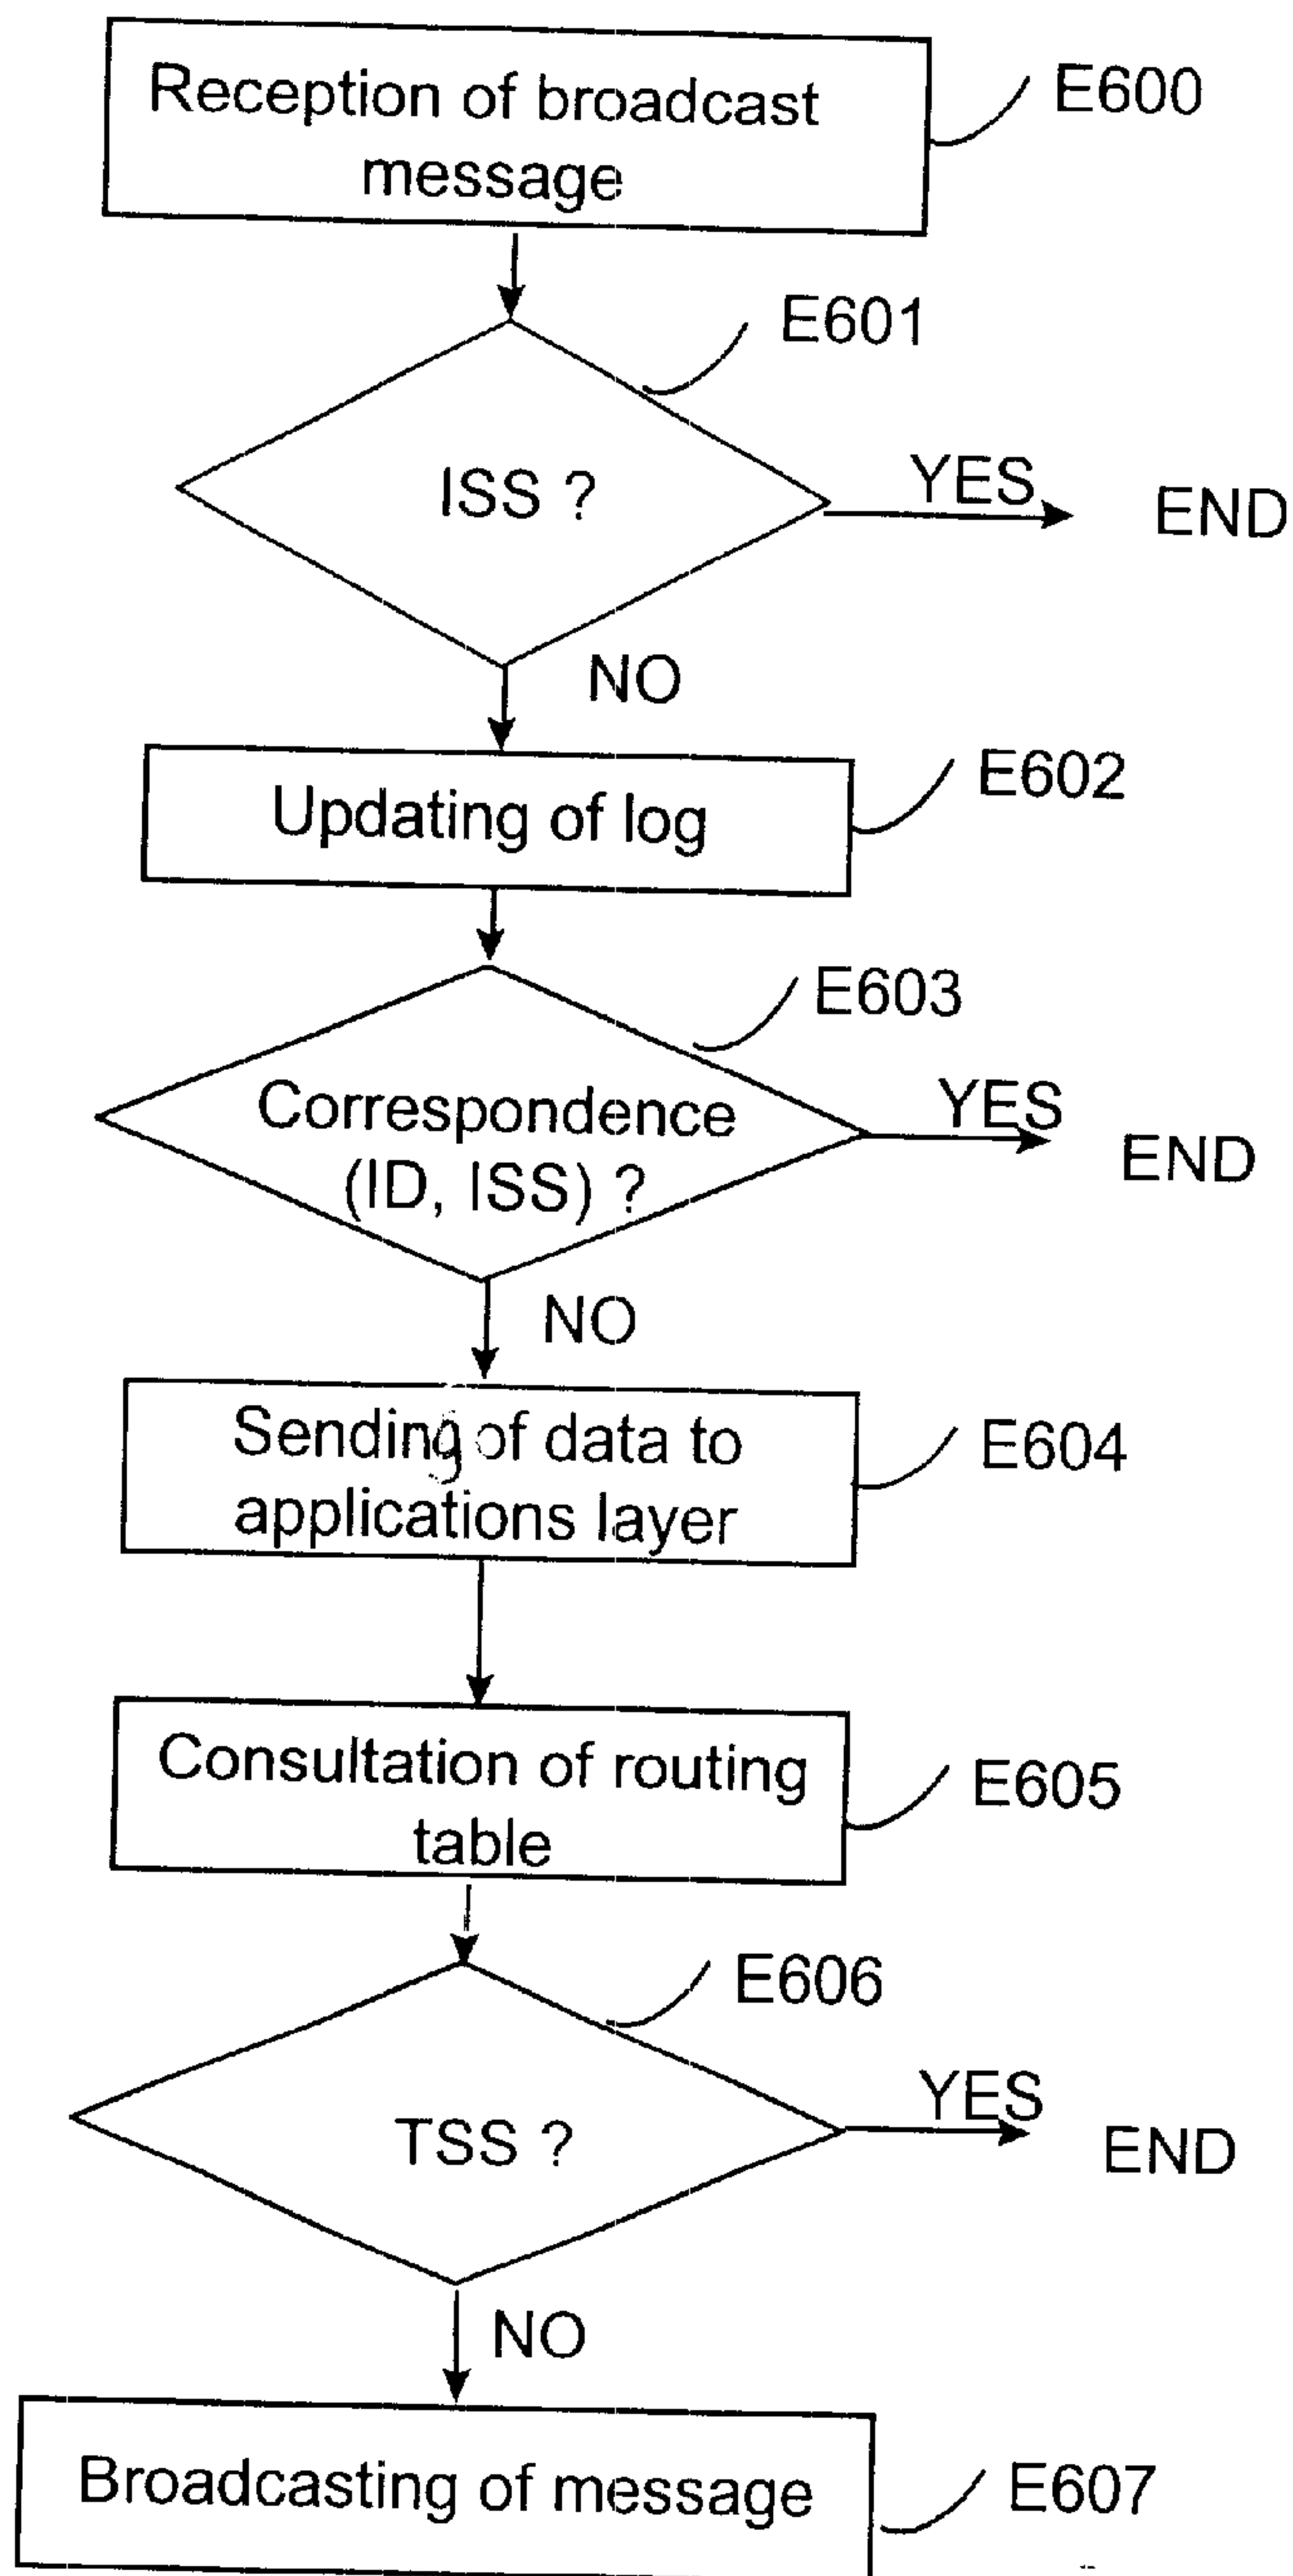 Reception of broadcast
message
E600
E601
ISS ?
YES
END
NO
Updating of log
E602
E603
Correspondence
(ID, ISS) ?
YES
END
NO
Sending of data to
applications layer
E604
Consultation of routing
table
E605
E606
TSS ?
YES
END
NO
Broadcasting of message
E607